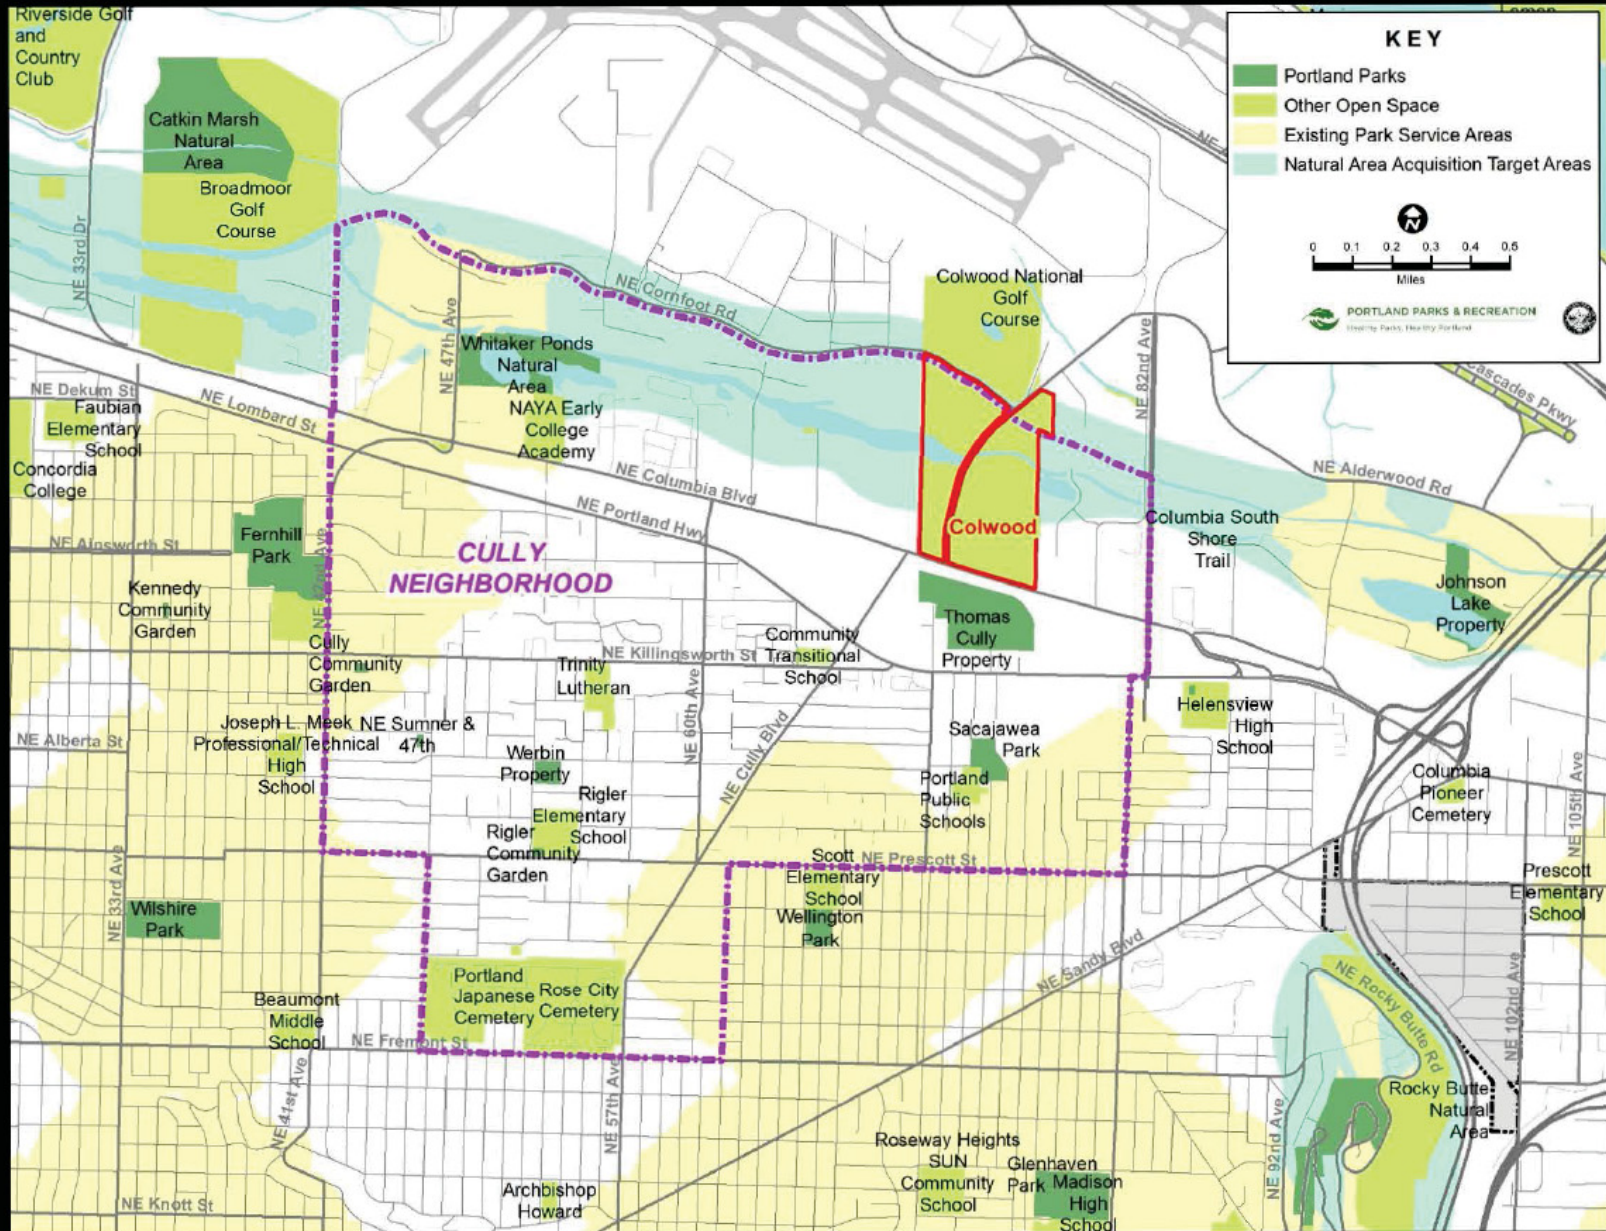 Riverside Golf
and
Country
Club
Catkin Marsh
Natural
Area
Broadmoor
Golf
Course
NE 33rd Dr
NE Cornfoot Rd
NE 47th Ave
Whitaker Ponds
Natural
Area
NAYA Early
College
Academy
Colwood National
Golf
Course
NE 82nd Ave
KEY
Portland Parks
Other Open Space
Existing Park Service Areas
Natural Area Acquisition Target Areas
N
0 0.1 0.2 0.3 0.4 0.5
Miles
PORTLAND PARKS & RECREATION
Healthy Parks, Healthy Portland
NE
Cascades Pkwy
NE Dekum St
NE Lombard St
Faubian
Elementary
School
Concordia
College
NE Columbia Blvd
NE Portland Hwy
NE Alderwood Rd
Colwood
Columbia South
Shore
Trail
Fernhill
Park
NE Ainsworth St
NE 42nd Ave
CULLY
NEIGHBORHOOD
Kennedy
Community
Garden
Johnson
Lake
Property
Thomas
Cully
Property
Cully
Community
Garden
NE Killingsworth St
Community
Transitional
School
Trinity
Lutheran
NE 60th Ave
NE Cully Blvd
Helensview
High
School
Joseph L. Meek
Professional/Technical
High
School
NE Sumner &
47th
NE Alberta St
Werbin
Property
Sacajawea
Park
Portland
Public
Schools
Columbia
Pioneer
Cemetery
NE 105th Ave
Rigler
Elementary
School
Rigler
Community
Garden
NE 33rd Ave
Scott
Elementary
School
NE Prescott St
Wellington
Park
Prescott
Elementary
School
Wilshire
Park
NE Sandy Blvd
Portland
Japanese
Cemetery
Rose City
Cemetery
NE Rocky Butte Rd
NE 102nd Ave
Beaumont
Middle
School
NE Fremont St
NE 41st Ave
NE 57th Ave
NE 92nd Ave
Rocky Butte
Natural
Area
Roseway Heights
SUN
Community
School
Glenhaven
Park
Madison
High
School
Archbishop
Howard
NE Knott St